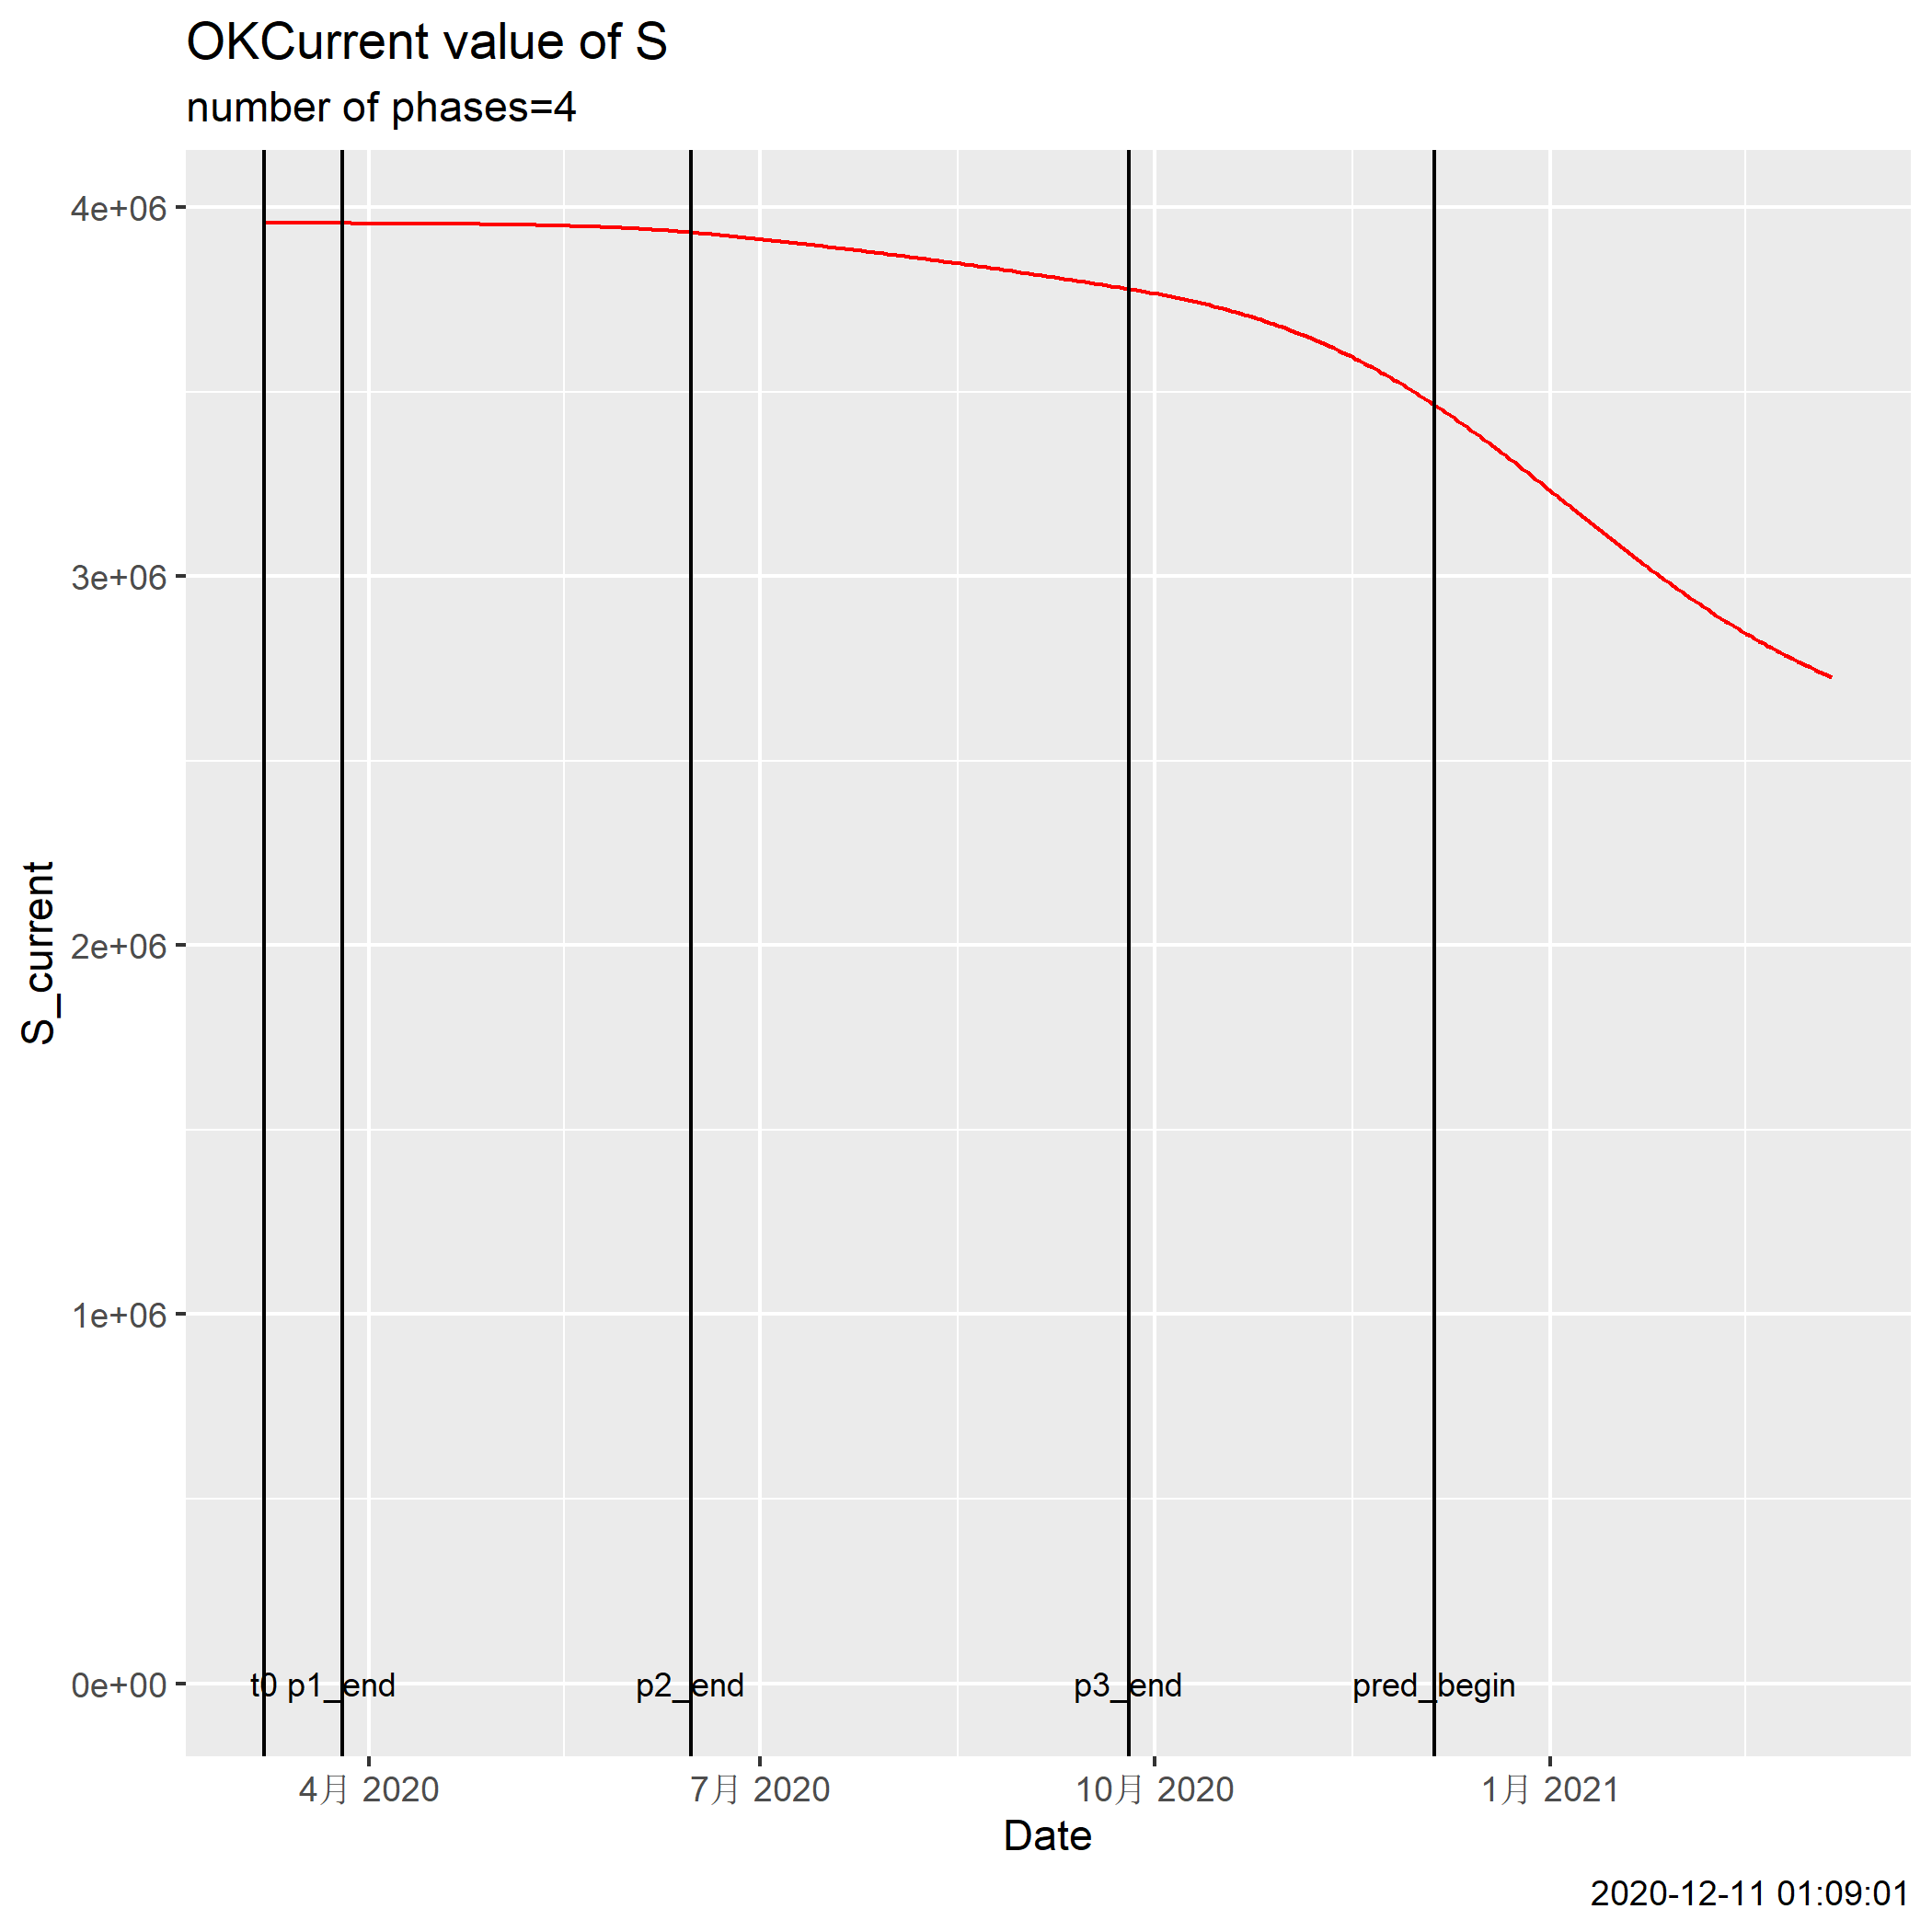 OKCurrent value of S
number of phases=4
4e+06
3e+06
2e+06
1e+06
0e+00
S_current
t0 p1_end p2_end p3_end pred_begin
4月 2020 7月 2020 10月 2020 1月 2021
Date
2020-12-11 01:09:01